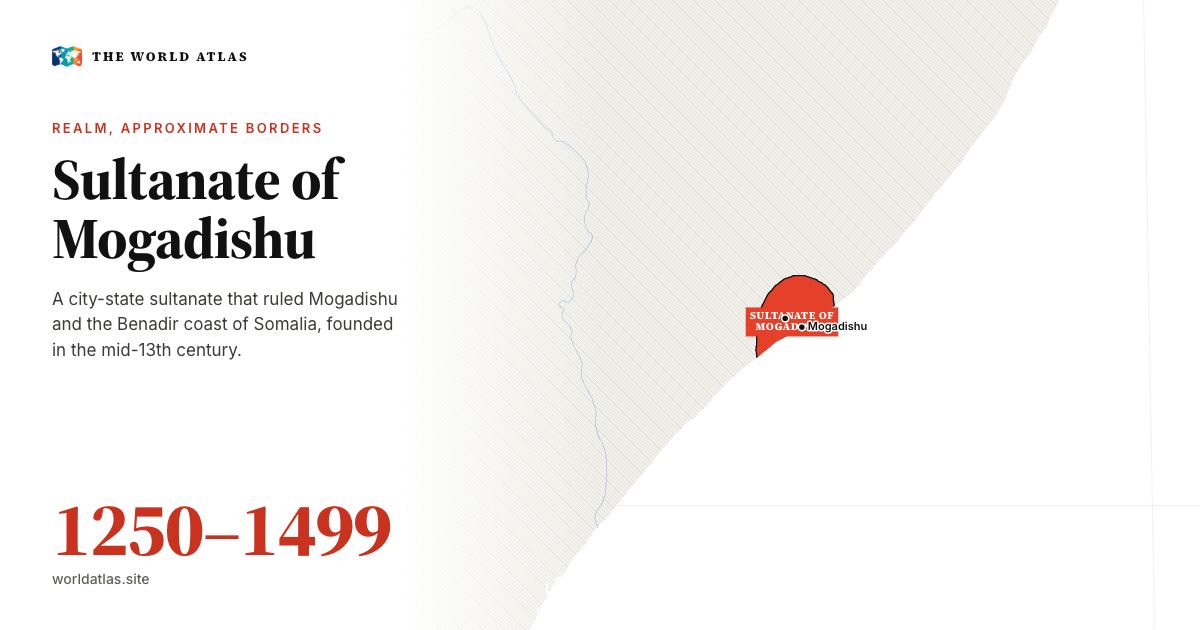 THE WORLD ATLAS
REALM, APPROXIMATE BORDERS
Sultanate of
Mogadishu
A city-state sultanate that ruled Mogadishu
and the Benadir coast of Somalia, founded
in the mid-13th century.
1250–1499
worldatlas.site
SULTANATE OF
Mogadishu